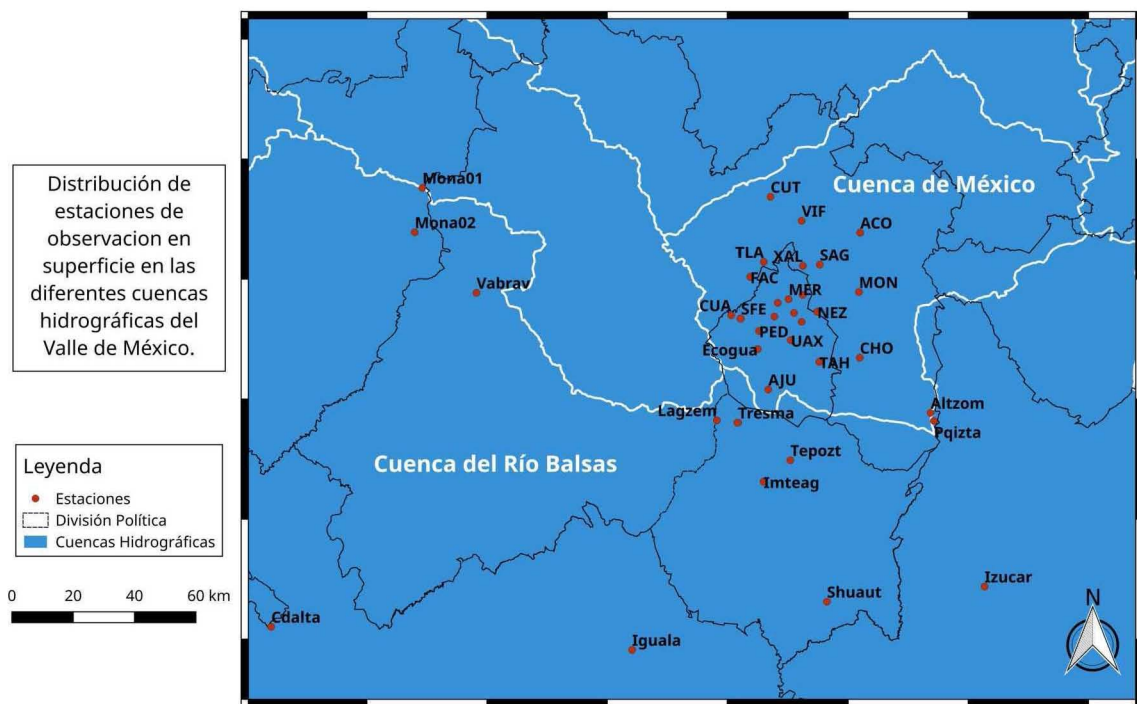 Distribución de
estaciones de
observacion en
superficie en las
diferentes cuencas
hidrográficas del
Valle de México.
Leyenda
Estaciones
División Política
Cuencas Hidrográficas
0 20 40 60 km
Mona01
Mona02
Vabrav
Cuenca de México
CUT
VIF
ACO
TLA
XAL
SAG
FAC
MER
MON
CUA
SFE
NEZ
PED
UAX
Ecogua
TAH
CHO
AJU
Altzom
Lagzem
Tresma
Pqizta
Cuenca del Río Balsas
Tepozt
Imteag
Izucar
Shuaut
Cdalta
Iguala
N